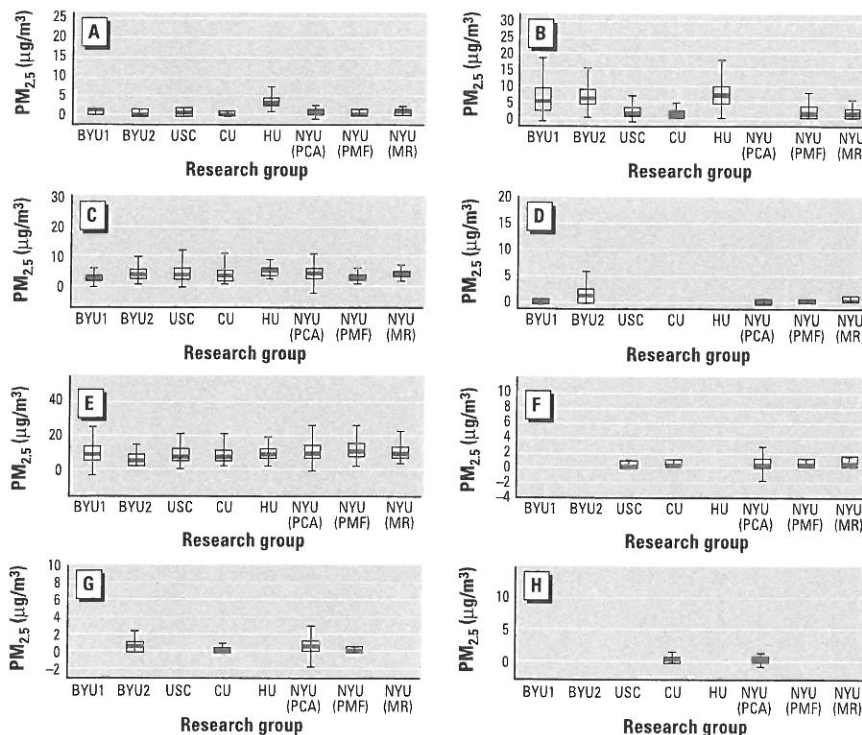 A
PM2.5 (μg/m3)
25
20
15
10
5
0
BYU1 BYU2 USC CU HU NYU NYU NYU
(PCA) (PMF) (MR)
Research group
B
PM2.5 (μg/m3)
30
25
20
15
10
5
0
BYU1 BYU2 USC CU HU NYU NYU NYU
(PCA) (PMF) (MR)
Research group
C
PM2.5 (μg/m3)
30
20
10
0
BYU1 BYU2 USC CU HU NYU NYU NYU
(PCA) (PMF) (MR)
Research group
D
PM2.5 (μg/m3)
20
15
10
5
0
BYU1 BYU2 USC CU HU NYU NYU NYU
(PCA) (PMF) (MR)
Research group
E
PM2.5 (μg/m3)
40
20
0
BYU1 BYU2 USC CU HU NYU NYU NYU
(PCA) (PMF) (MR)
Research group
F
PM2.5 (μg/m3)
10
8
6
4
2
0
−2
−4
BYU1 BYU2 USC CU HU NYU NYU NYU
(PCA) (PMF) (MR)
Research group
G
PM2.5 (μg/m3)
10
8
6
4
2
0
−2
BYU1 BYU2 USC CU HU NYU NYU NYU
(PCA) (PMF) (MR)
Research group
H
PM2.5 (μg/m3)
10
5
0
BYU1 BYU2 USC CU HU NYU NYU NYU
(PCA) (PMF) (MR)
Research group